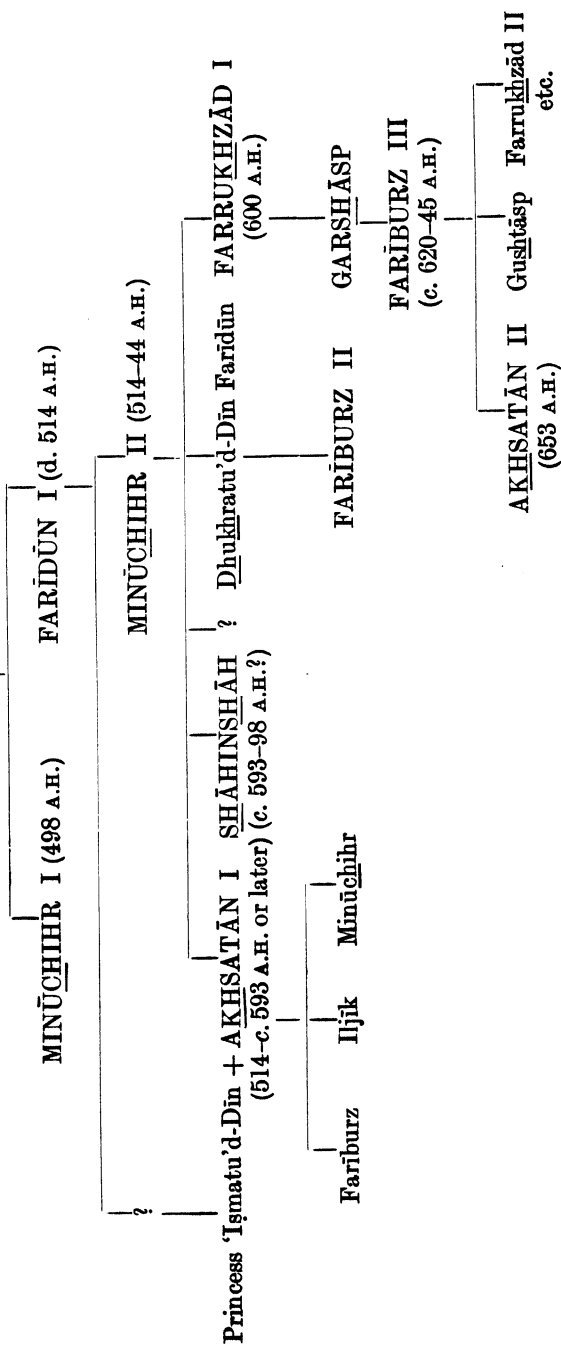 MINŪCHIHR I (498 A.H.) FARĪDŪN I (d. 514 A.H.)
? MINŪCHIHR II (514–44 A.H.)
Princess ‘Iṣmatu’d-Dīn + AKHSATĀN I SHĀHINSHĀH ? Dhukhratu’d-Dīn Farīdūn FARRUKHZĀD I
(514–c. 593 A.H. or later) (c. 593–98 A.H.?) (600 A.H.)
Farīburz Iljīk Minūchihr FARĪBURZ II GARSHĀSP
FARĪBURZ III
(c. 620–45 A.H.)
AKHSATĀN II Gushtāsp Farrukhzād II
(653 A.H.) etc.